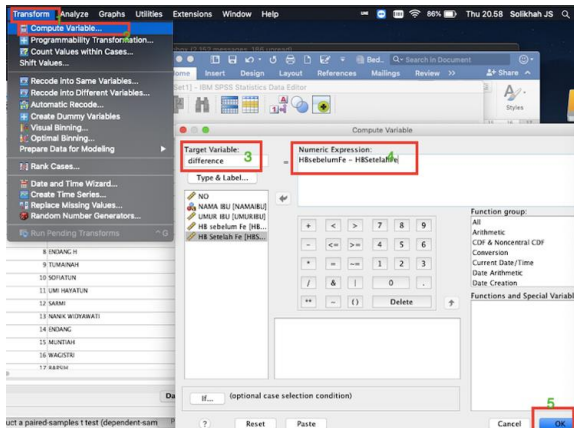 Transform Analyze Graphs Utilities Extensions Window Help 86% Thu 20.58 Solikhah JS
Compute Variable...
Programmability Transformation...
Count Values within Cases...
Shift Values...
Recode into Same Variables...
Recode into Different Variables...
Automatic Recode...
Create Dummy Variables
Visual Binning...
Optimal Binning...
Prepare Data for Modeling
Rank Cases...
Date and Time Wizard...
Create Time Series...
Replace Missing Values...
Random Number Generators...
Run Pending Transforms
8 ENDANG H
9 TUMAINAH
10 SOFIATUN
11 UMI HAYATUN
12 SARMI
13 NANIK WIDYAWATI
14 ENDANG
15 MUNTIAH
16 WAGISTRI
Bed.. Search in Document
Insert Design Layout References Mailings Review >> Share
Set1] - IBM SPSS Statistics Data Editor
Styles
Compute Variable
Target Variable: 3
difference
=
Numeric Expression: 4
HBsebelumFe - HBSetelahFe
Type & Label...
NO
NAMA IBU [NAMAIBU]
UMUR IBU [UMURIBU]
HB sebelum Fe [HB...
HB Setelah Fe [HBS...
+ < > 7 8 9
- <= >= 4 5 6
* = ~= 1 2 3
/ & | 0 .
** ~ () Delete
Function group:
All
Arithmetic
CDF & Noncentral CDF
Conversion
Current Date/Time
Date Arithmetic
Date Creation
Functions and Special Variabl
If... (optional case selection condition)
5
? Reset Paste Cancel OK
uct a paired-samples t test (dependent-sam